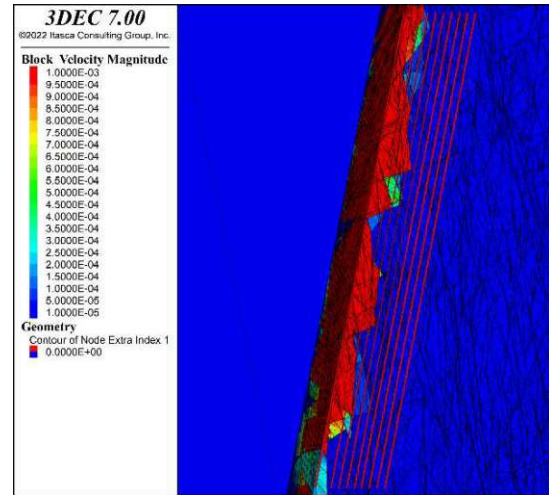 3DEC 7.00
©2022 Itasca Consulting Group, Inc.
Block Velocity Magnitude
1.0000E-03
9.5000E-04
9.0000E-04
8.5000E-04
8.0000E-04
7.5000E-04
7.0000E-04
6.5000E-04
6.0000E-04
5.5000E-04
5.0000E-04
4.5000E-04
4.0000E-04
3.5000E-04
3.0000E-04
2.5000E-04
2.0000E-04
1.5000E-04
1.0000E-04
5.0000E-05
1.0000E-05
Geometry
Contour of Node Extra Index 1
0.0000E+00